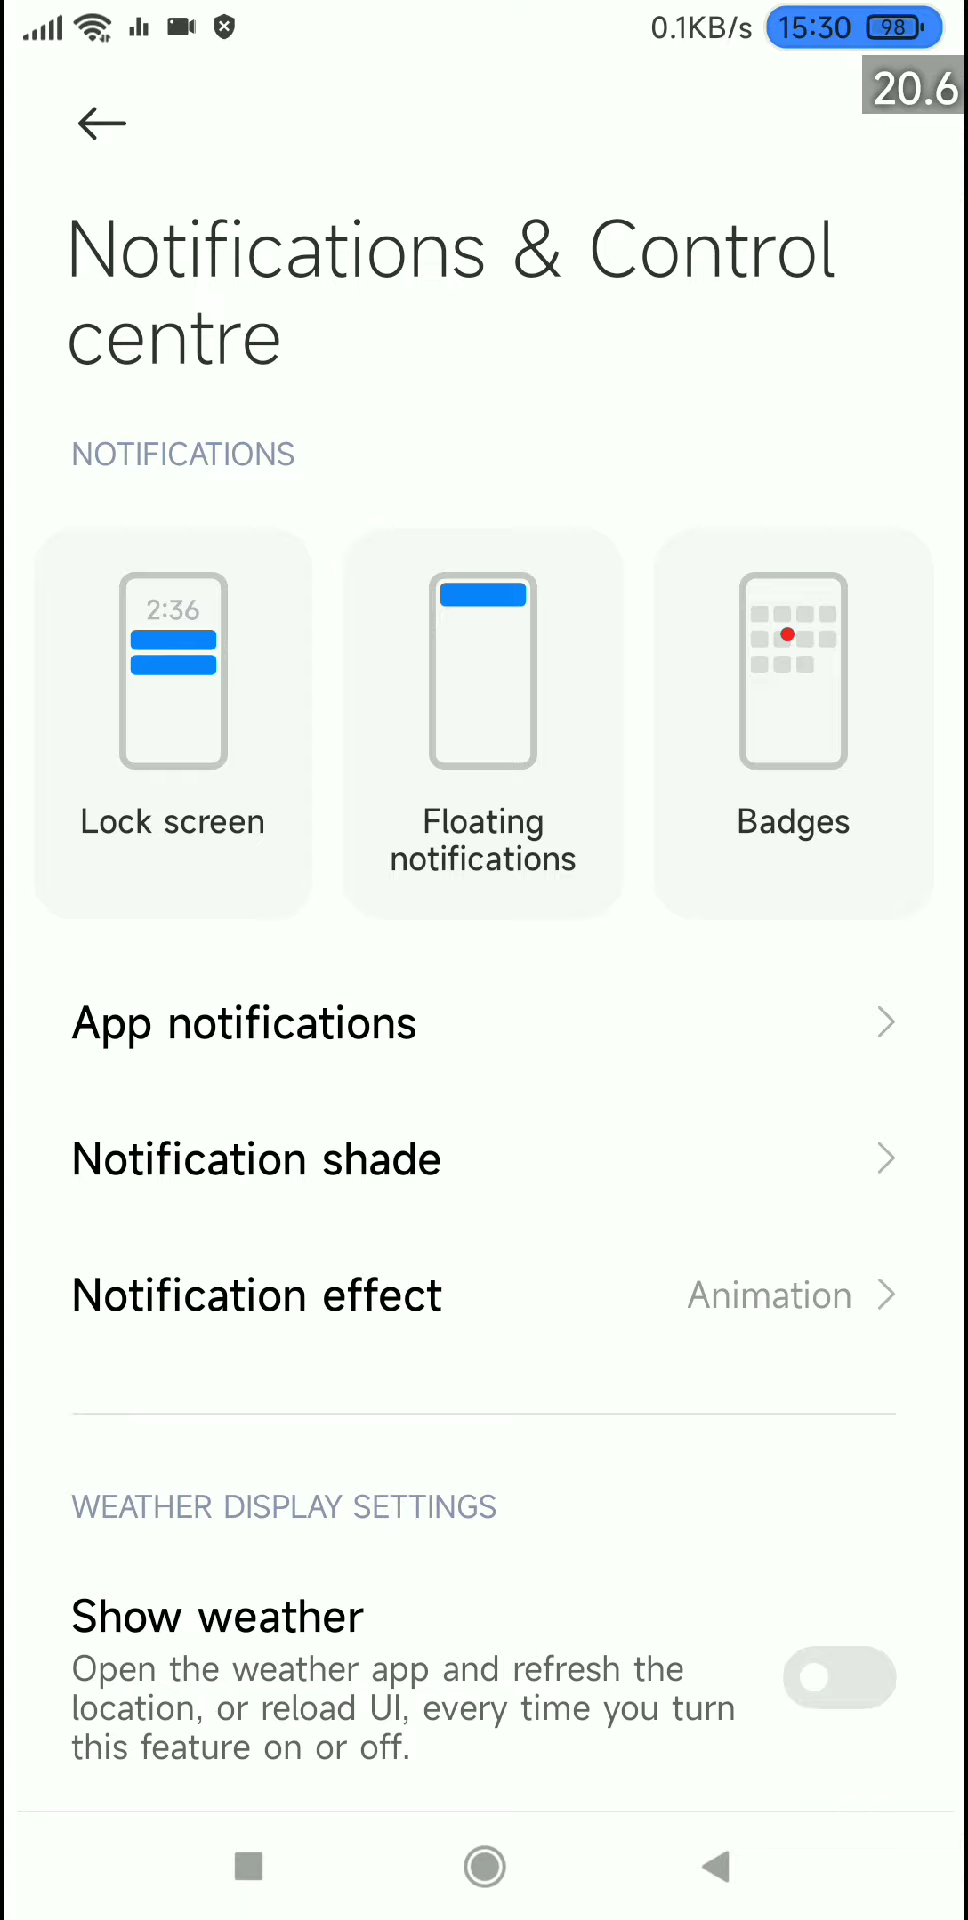 0.1KB/s 15:30 98
20.6
Notifications & Control
centre
NOTIFICATIONS
2:36
Lock screen
Floating
notifications
Badges
App notifications
Notification shade
Notification effect Animation
WEATHER DISPLAY SETTINGS
Show weather
Open the weather app and refresh the
location, or reload UI, every time you turn
this feature on or off.